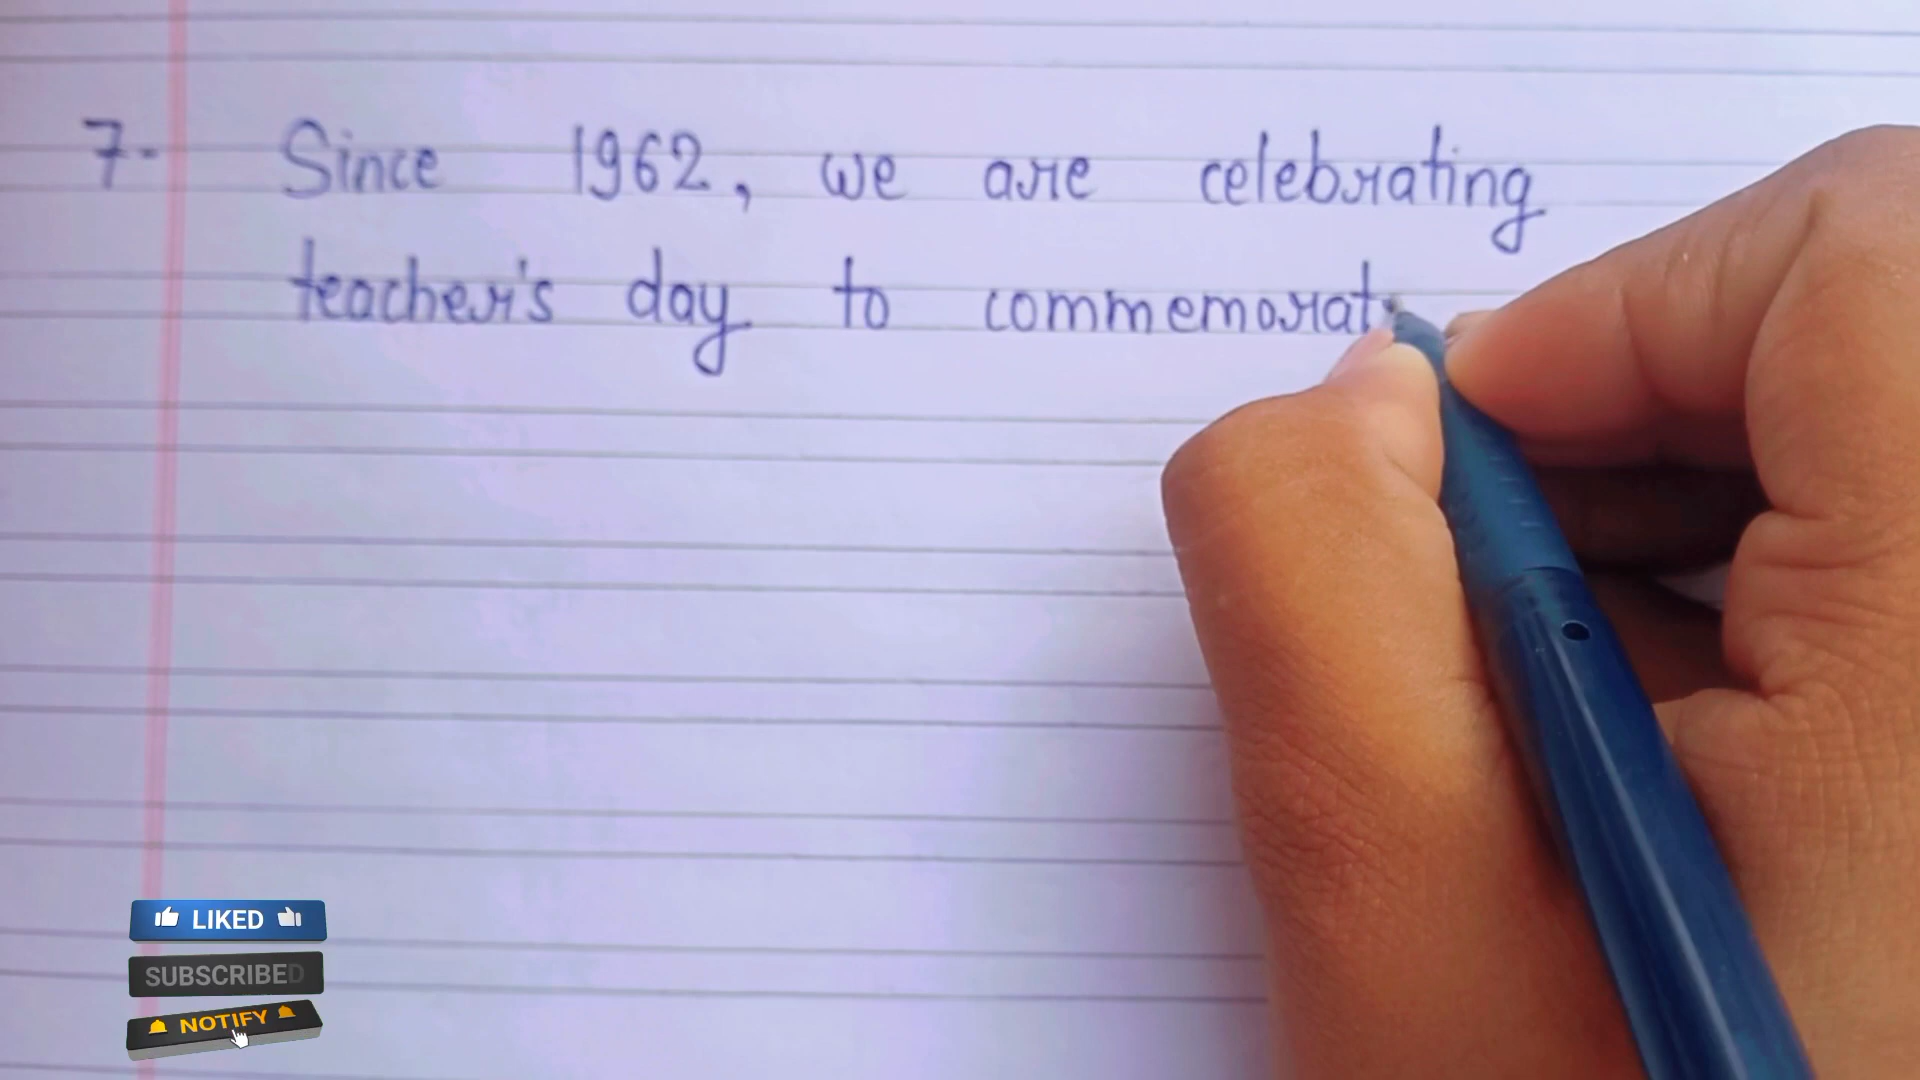 7- Since 1962, we are celebrating
teacher's day to commemorat
LIKED
SUBSCRIBED
NOTIFY